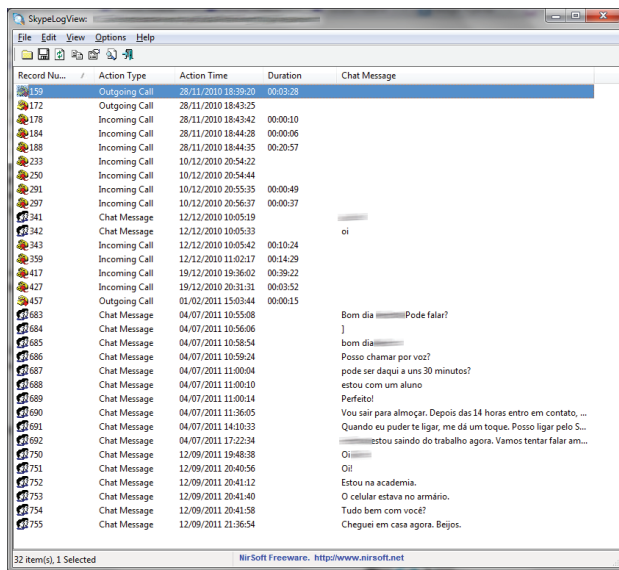 SkypeLogView:
File Edit View Options Help
Record Nu... / Action Type Action Time Duration Chat Message
159 Outgoing Call 28/11/2010 18:39:20 00:03:28
172 Outgoing Call 28/11/2010 18:43:25
178 Incoming Call 28/11/2010 18:43:42 00:00:10
184 Incoming Call 28/11/2010 18:44:28 00:00:06
188 Incoming Call 28/11/2010 18:44:35 00:20:57
233 Incoming Call 10/12/2010 20:54:22
250 Incoming Call 10/12/2010 20:54:44
291 Incoming Call 10/12/2010 20:55:35 00:00:49
297 Incoming Call 10/12/2010 20:56:37 00:00:37
341 Chat Message 12/12/2010 10:05:19
342 Chat Message 12/12/2010 10:05:33 oi
343 Incoming Call 12/12/2010 10:05:42 00:10:24
359 Incoming Call 12/12/2010 11:02:17 00:14:29
417 Incoming Call 19/12/2010 19:36:02 00:39:22
427 Incoming Call 19/12/2010 20:31:31 00:03:52
457 Outgoing Call 01/02/2011 15:03:44 00:00:15
683 Chat Message 04/07/2011 10:55:08 Bom dia Pode falar?
684 Chat Message 04/07/2011 10:56:06 ]
685 Chat Message 04/07/2011 10:58:54 bom dia
686 Chat Message 04/07/2011 10:59:24 Posso chamar por voz?
687 Chat Message 04/07/2011 11:00:04 pode ser daqui a uns 30 minutos?
688 Chat Message 04/07/2011 11:00:10 estou com um aluno
689 Chat Message 04/07/2011 11:00:14 Perfeito!
690 Chat Message 04/07/2011 11:36:05 Vou sair para almoçar. Depois das 14 horas entro em contato, ...
691 Chat Message 04/07/2011 14:10:33 Quando eu puder te ligar, me dá um toque. Posso ligar pelo S...
692 Chat Message 04/07/2011 17:22:34 estou saindo do trabalho agora. Vamos tentar falar am...
750 Chat Message 12/09/2011 19:48:38 Oi
751 Chat Message 12/09/2011 20:40:56 Oi!
752 Chat Message 12/09/2011 20:41:12 Estou na academia.
753 Chat Message 12/09/2011 20:41:40 O celular estava no armário.
754 Chat Message 12/09/2011 20:41:58 Tudo bem com você?
755 Chat Message 12/09/2011 21:36:54 Cheguei em casa agora. Beijos.
32 item(s), 1 Selected NirSoft Freeware. http://www.nirsoft.net